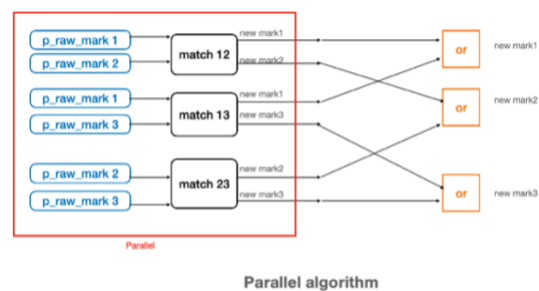 p_raw_mark 1
p_raw_mark 2
match 12
new mark1
new mark2
p_raw_mark 1
p_raw_mark 3
match 13
new mark1
new mark3
p_raw_mark 2
p_raw_mark 3
match 23
new mark2
new mark3
or
new mark1
or
new mark2
or
new mark3
Parallel
Parallel algorithm